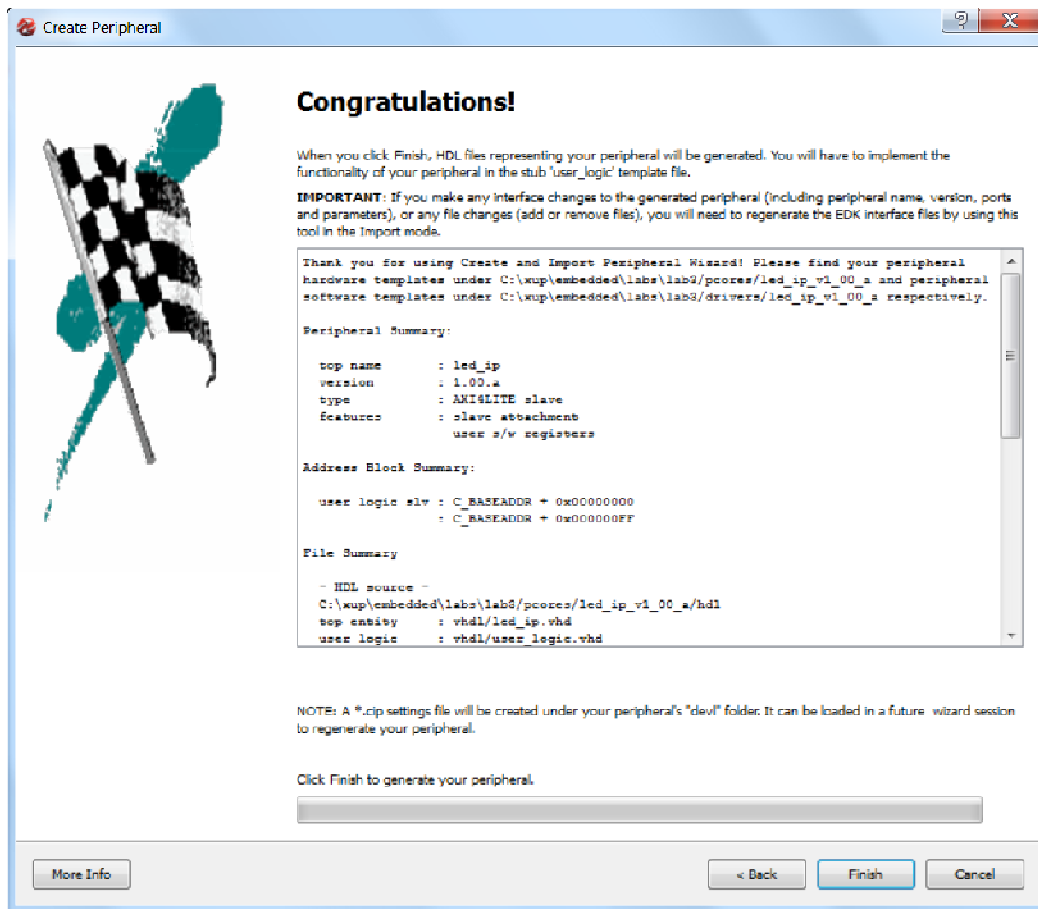 Create Peripheral
Congratulations!
When you click Finish, HDL files representing your peripheral will be generated. You will have to implement the
functionality of your peripheral in the stub 'user_logic' template file.
IMPORTANT: If you make any interface changes to the generated peripheral (including peripheral name, version, ports
and parameters), or any file changes (add or remove files), you will need to regenerate the EDK interface files by using this
tool in the Import mode.
Thank you for using Create and Import Peripheral Wizard! Please find your peripheral
hardware templates under C:\xup\embedded\labs\lab3/pcores/led_ip_v1_00_a and peripheral
software templates under C:\xup\embedded\labs\lab3/drivers/led_ip_v1_00_a respectively.
Peripheral Summary:
top name : led_ip
version : 1.00.a
type : AXI4LITE slave
features : slave attachment
user s/w registers
Address Block Summary:
user logic slv : C_BASEADDR + 0x00000000
: C_BASEADDR + 0x000000FF
File Summary
- HDL source -
C:\xup\embedded\labs\lab3/pcores/led_ip_v1_00_a/hdl
top entity : vhdl/led_ip.vhd
user logic : vhdl/user_logic.vhd
NOTE: A *.cip settings file will be created under your peripheral's "devl" folder. It can be loaded in a future wizard session
to regenerate your peripheral.
Click Finish to generate your peripheral.
More Info
< Back
Finish
Cancel